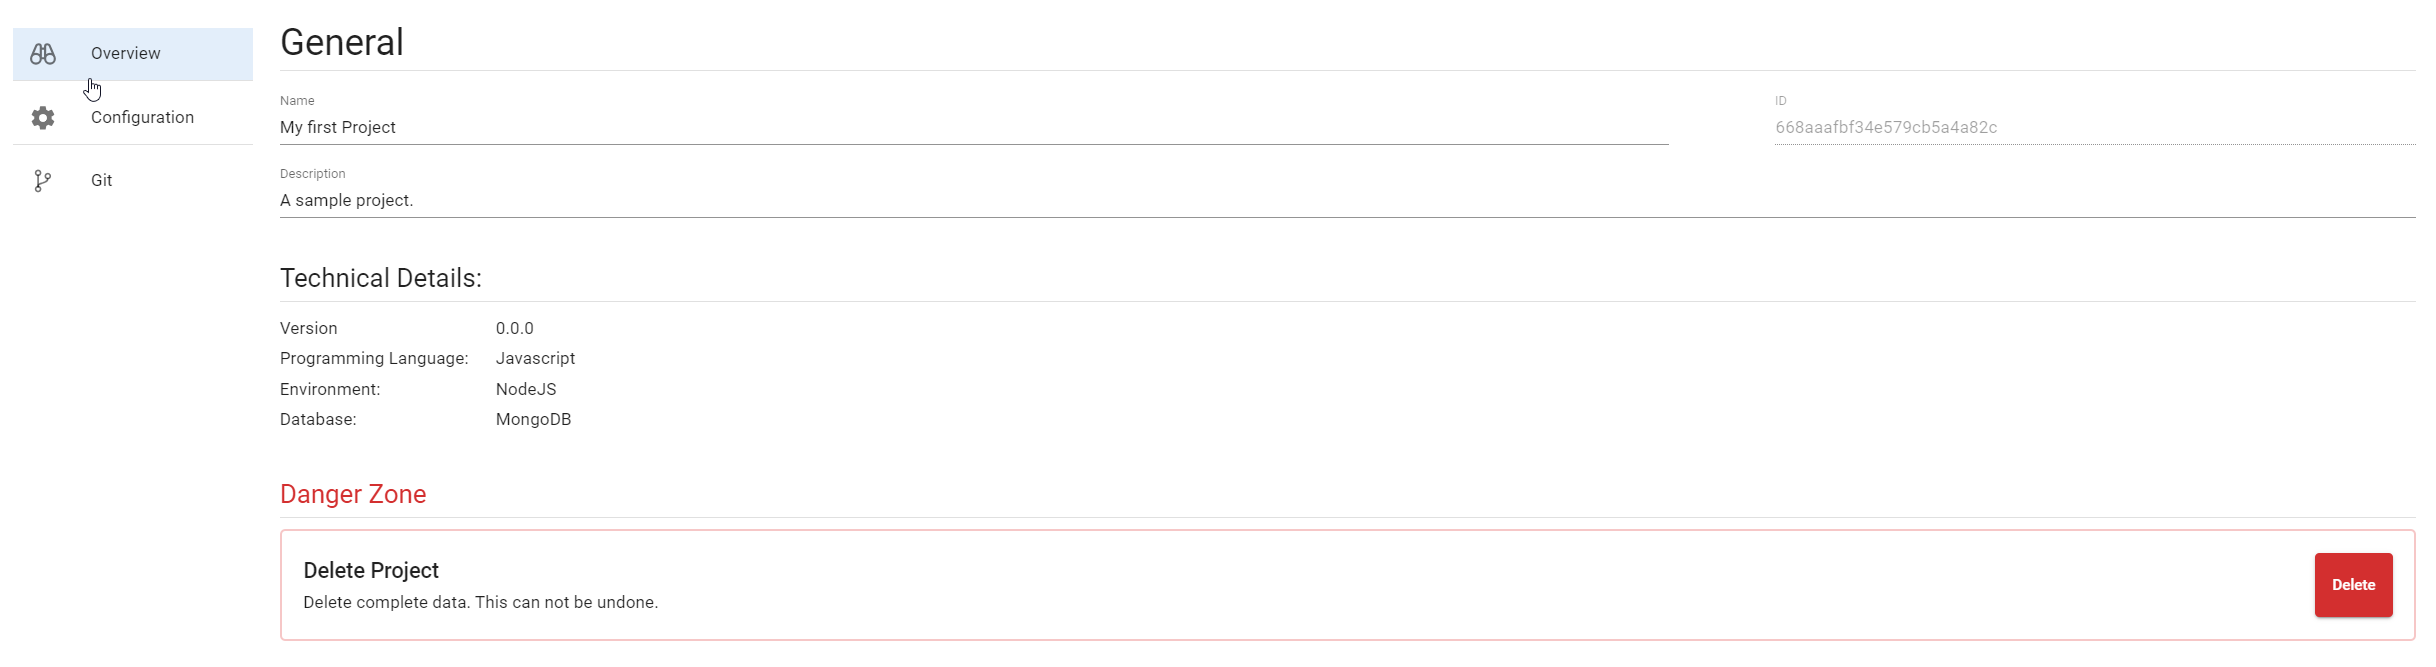 Overview
Configuration
Git
General
Name
My first Project
ID
668aaafbf34e579cb5a4a82c
Description
A sample project.
Technical Details:
Version 0.0.0
Programming Language: Javascript
Environment: NodeJS
Database: MongoDB
Danger Zone
Delete Project
Delete complete data. This can not be undone.
Delete